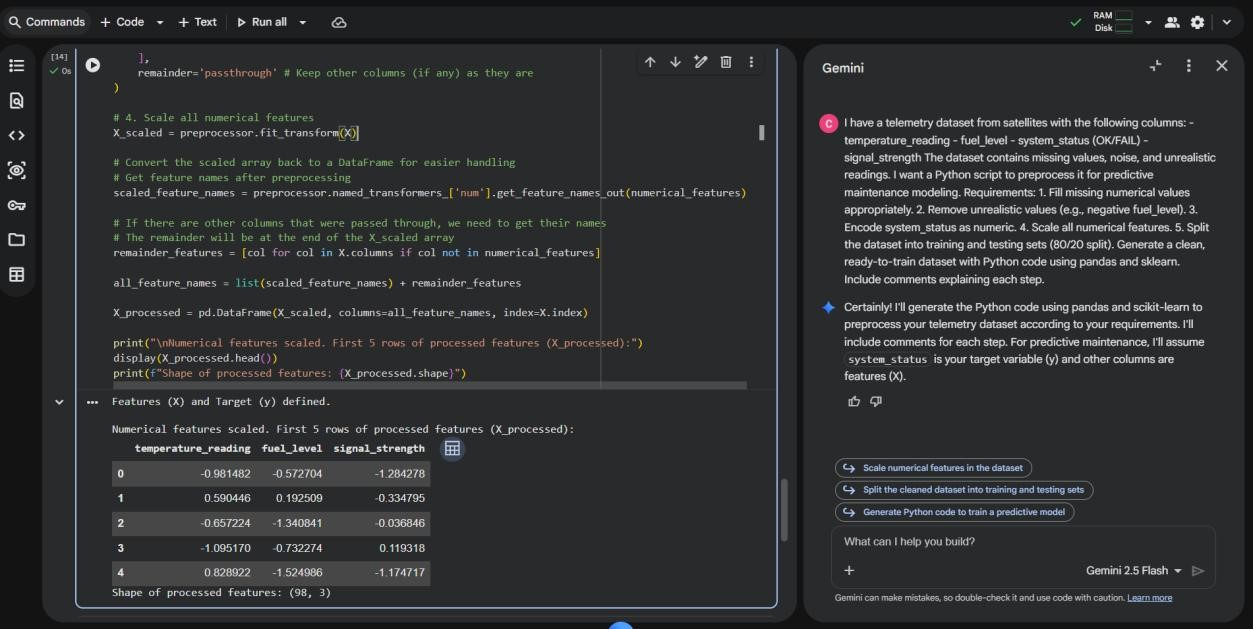 Commands + Code + Text Run all
RAM
Disk
[14]
0s
],
remainder='passthrough' # Keep other columns (if any) as they are
)
# 4. Scale all numerical features
X_scaled = preprocessor.fit_transform(X)
# Convert the scaled array back to a DataFrame for easier handling
# Get feature names after preprocessing
scaled_feature_names = preprocessor.named_transformers_['num'].get_feature_names_out(numerical_features)
# If there are other columns that were passed through, we need to get their names
# The remainder will be at the end of the X_scaled array
remainder_features = [col for col in X.columns if col not in numerical_features]
all_feature_names = list(scaled_feature_names) + remainder_features
X_processed = pd.DataFrame(X_scaled, columns=all_feature_names, index=X.index)
print("\nNumerical features scaled. First 5 rows of processed features (X_processed):")
display(X_processed.head())
print(f"Shape of processed features: {X_processed.shape}")
Features (X) and Target (y) defined.
Numerical features scaled. First 5 rows of processed features (X_processed):
temperature_reading fuel_level signal_strength
0 -0.981482 -0.572704 -1.284278
1 0.590446 0.192509 -0.334795
2 -0.657224 -1.340841 -0.036846
3 -1.095170 -0.732274 0.119318
4 0.828922 -1.524986 -1.174717
Shape of processed features: (98, 3)
Gemini
C
I have a telemetry dataset from satellites with the following columns: -
temperature_reading - fuel_level - system_status (OK/FAIL) -
signal_strength The dataset contains missing values, noise, and unrealistic
readings. I want a Python script to preprocess it for predictive
maintenance modeling. Requirements: 1. Fill missing numerical values
appropriately. 2. Remove unrealistic values (e.g., negative fuel_level). 3.
Encode system_status as numeric. 4. Scale all numerical features. 5. Split
the dataset into training and testing sets (80/20 split). Generate a clean,
ready-to-train dataset with Python code using pandas and sklearn.
Include comments explaining each step.
Certainly! I'll generate the Python code using pandas and scikit-learn to
preprocess your telemetry dataset according to your requirements. I'll
include comments for each step. For predictive maintenance, I'll assume
system_status is your target variable (y) and other columns are
features (X).
Scale numerical features in the dataset
Split the cleaned dataset into training and testing sets
Generate Python code to train a predictive model
What can I help you build?
+ Gemini 2.5 Flash
Gemini can make mistakes, so double-check it and use code with caution. Learn more